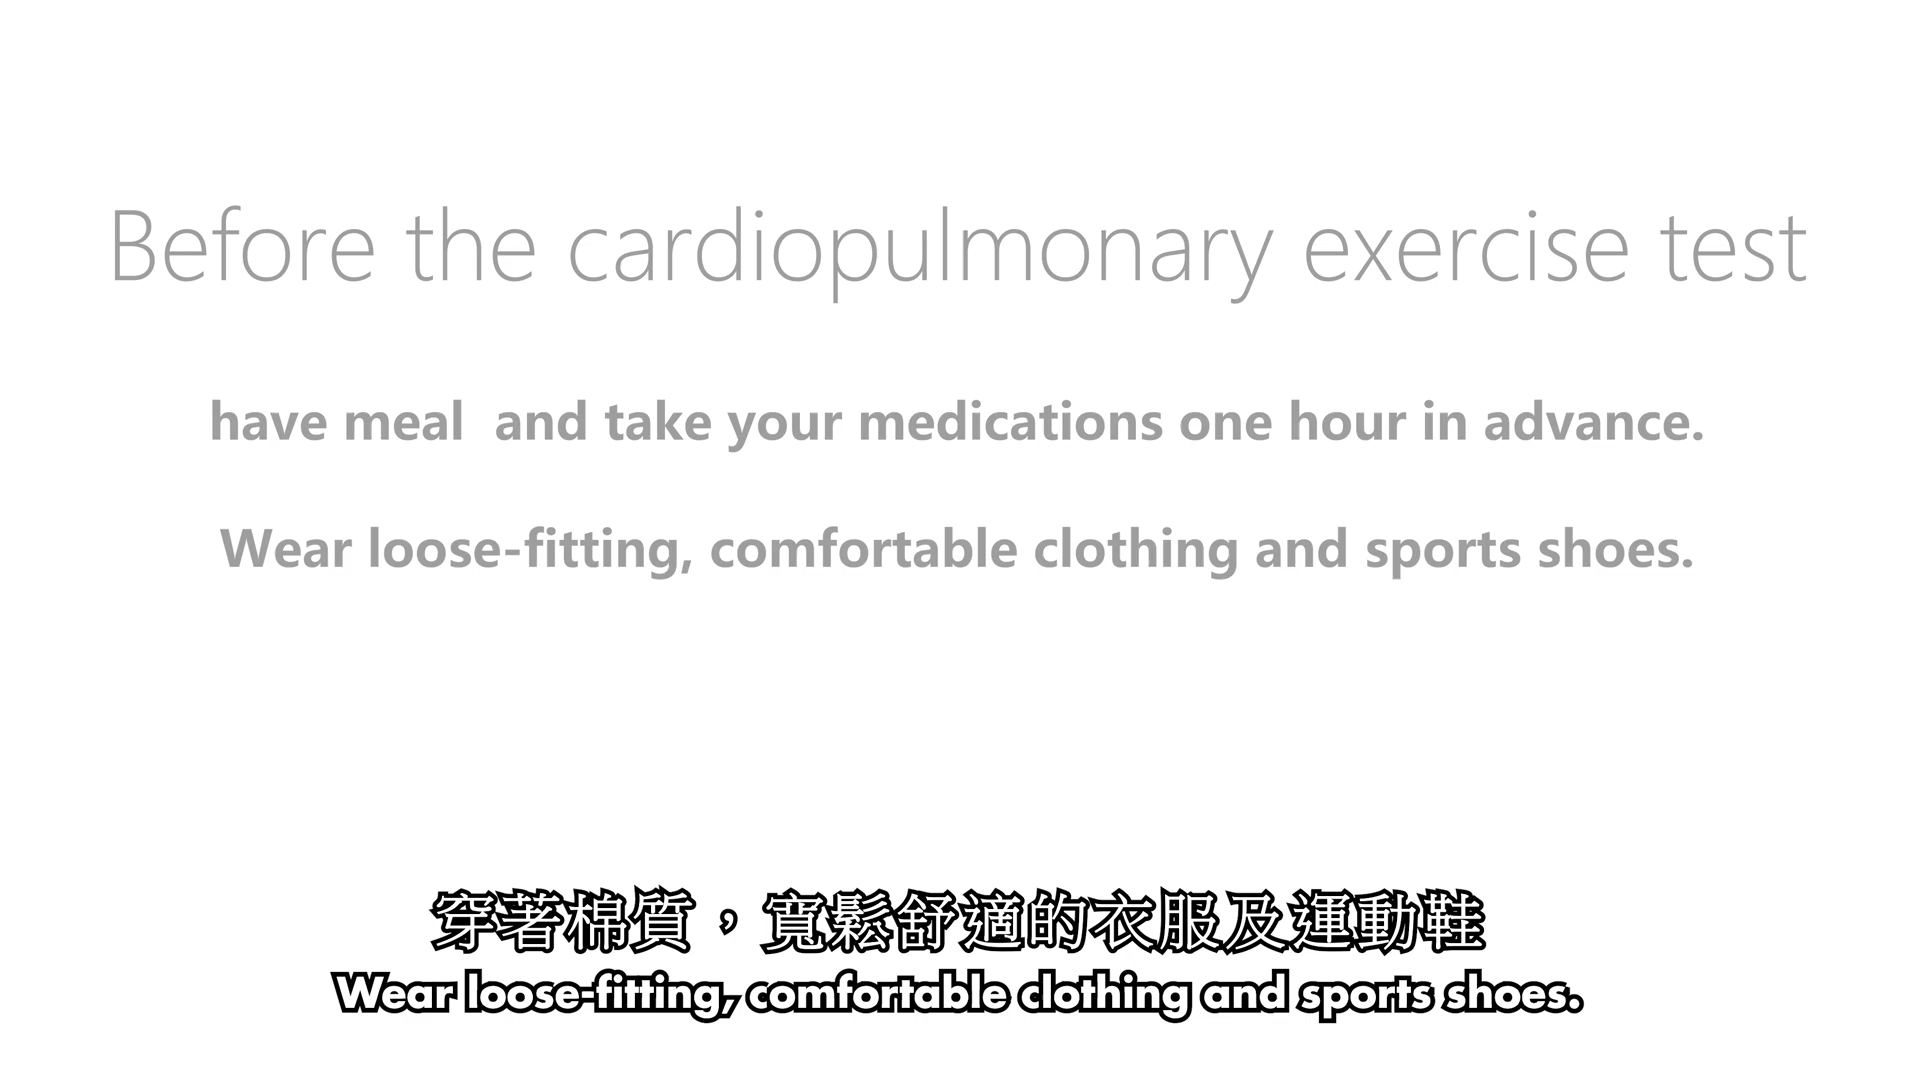 Before the cardiopulmonary exercise test
have meal  and take your medications one hour in advance.
Wear loose-fitting, comfortable clothing and sports shoes.
穿著棉質，寬鬆舒適的衣服及運動鞋
Wear loose-fitting, comfortable clothing and sports shoes.